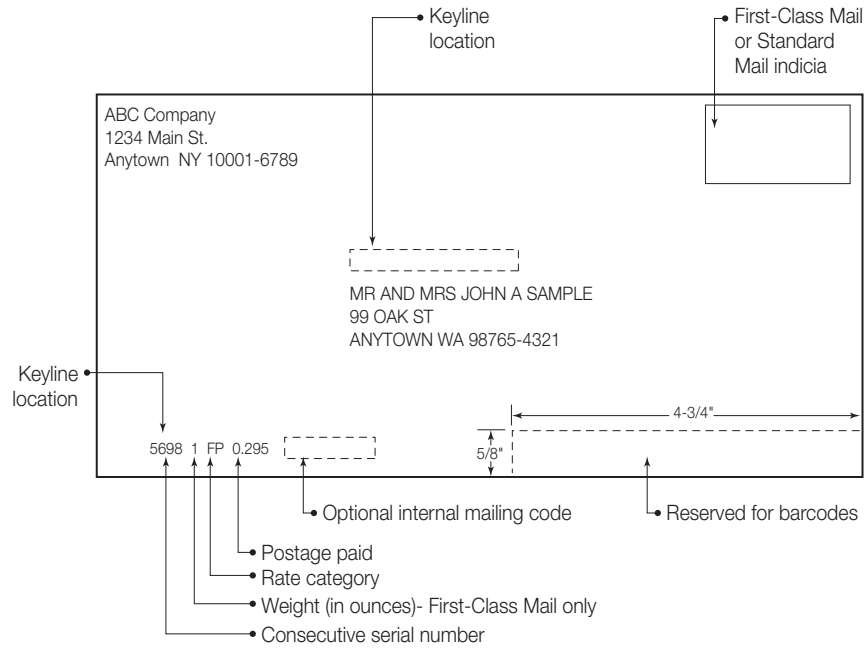 Keyline
location
First-Class Mail
or Standard
Mail indicia
ABC Company
1234 Main St.
Anytown NY 10001-6789
MR AND MRS JOHN A SAMPLE
99 OAK ST
ANYTOWN WA 98765-4321
Keyline
location
4-3/4"
5698 1 FP 0.295
5/8"
Optional internal mailing code
Reserved for barcodes
Postage paid
Rate category
Weight (in ounces)- First-Class Mail only
Consecutive serial number